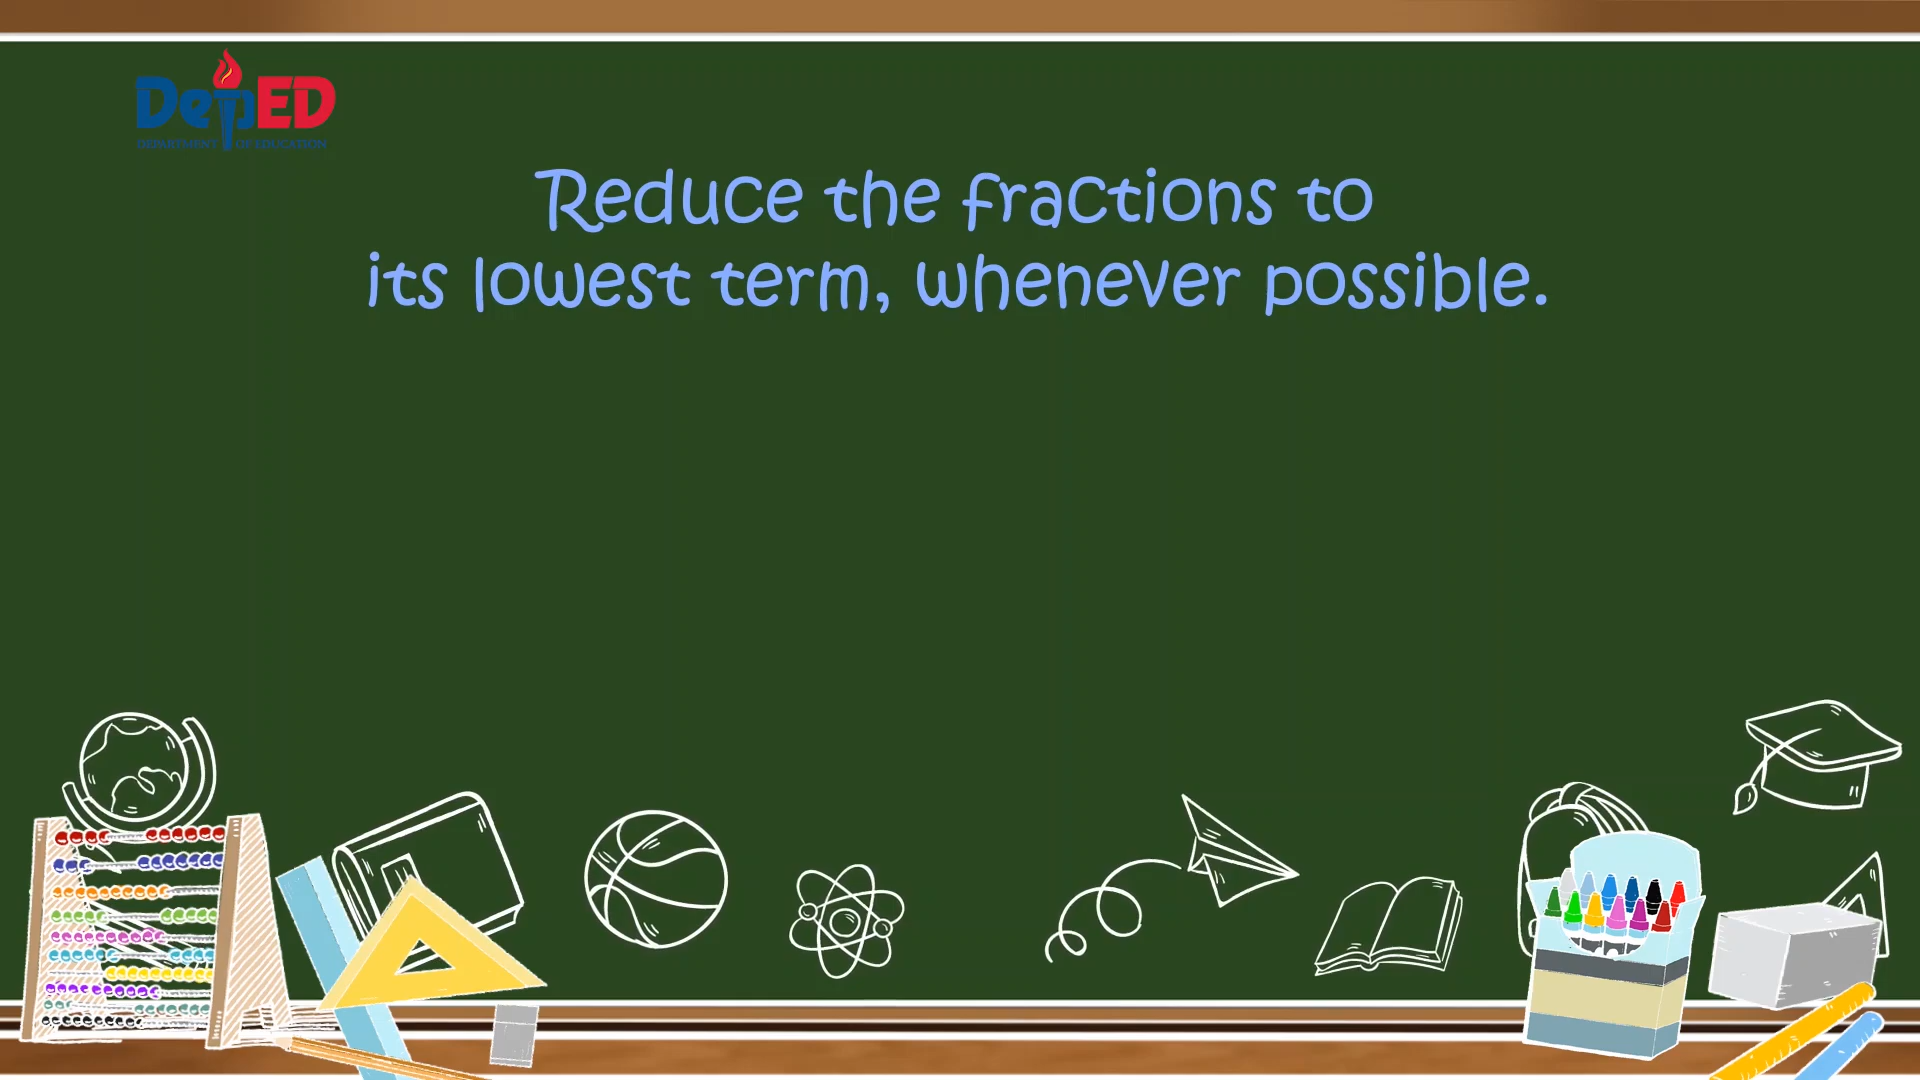 DepED
DEPARTMENT OF EDUCATION
Reduce the fractions to
its lowest term, whenever possible.